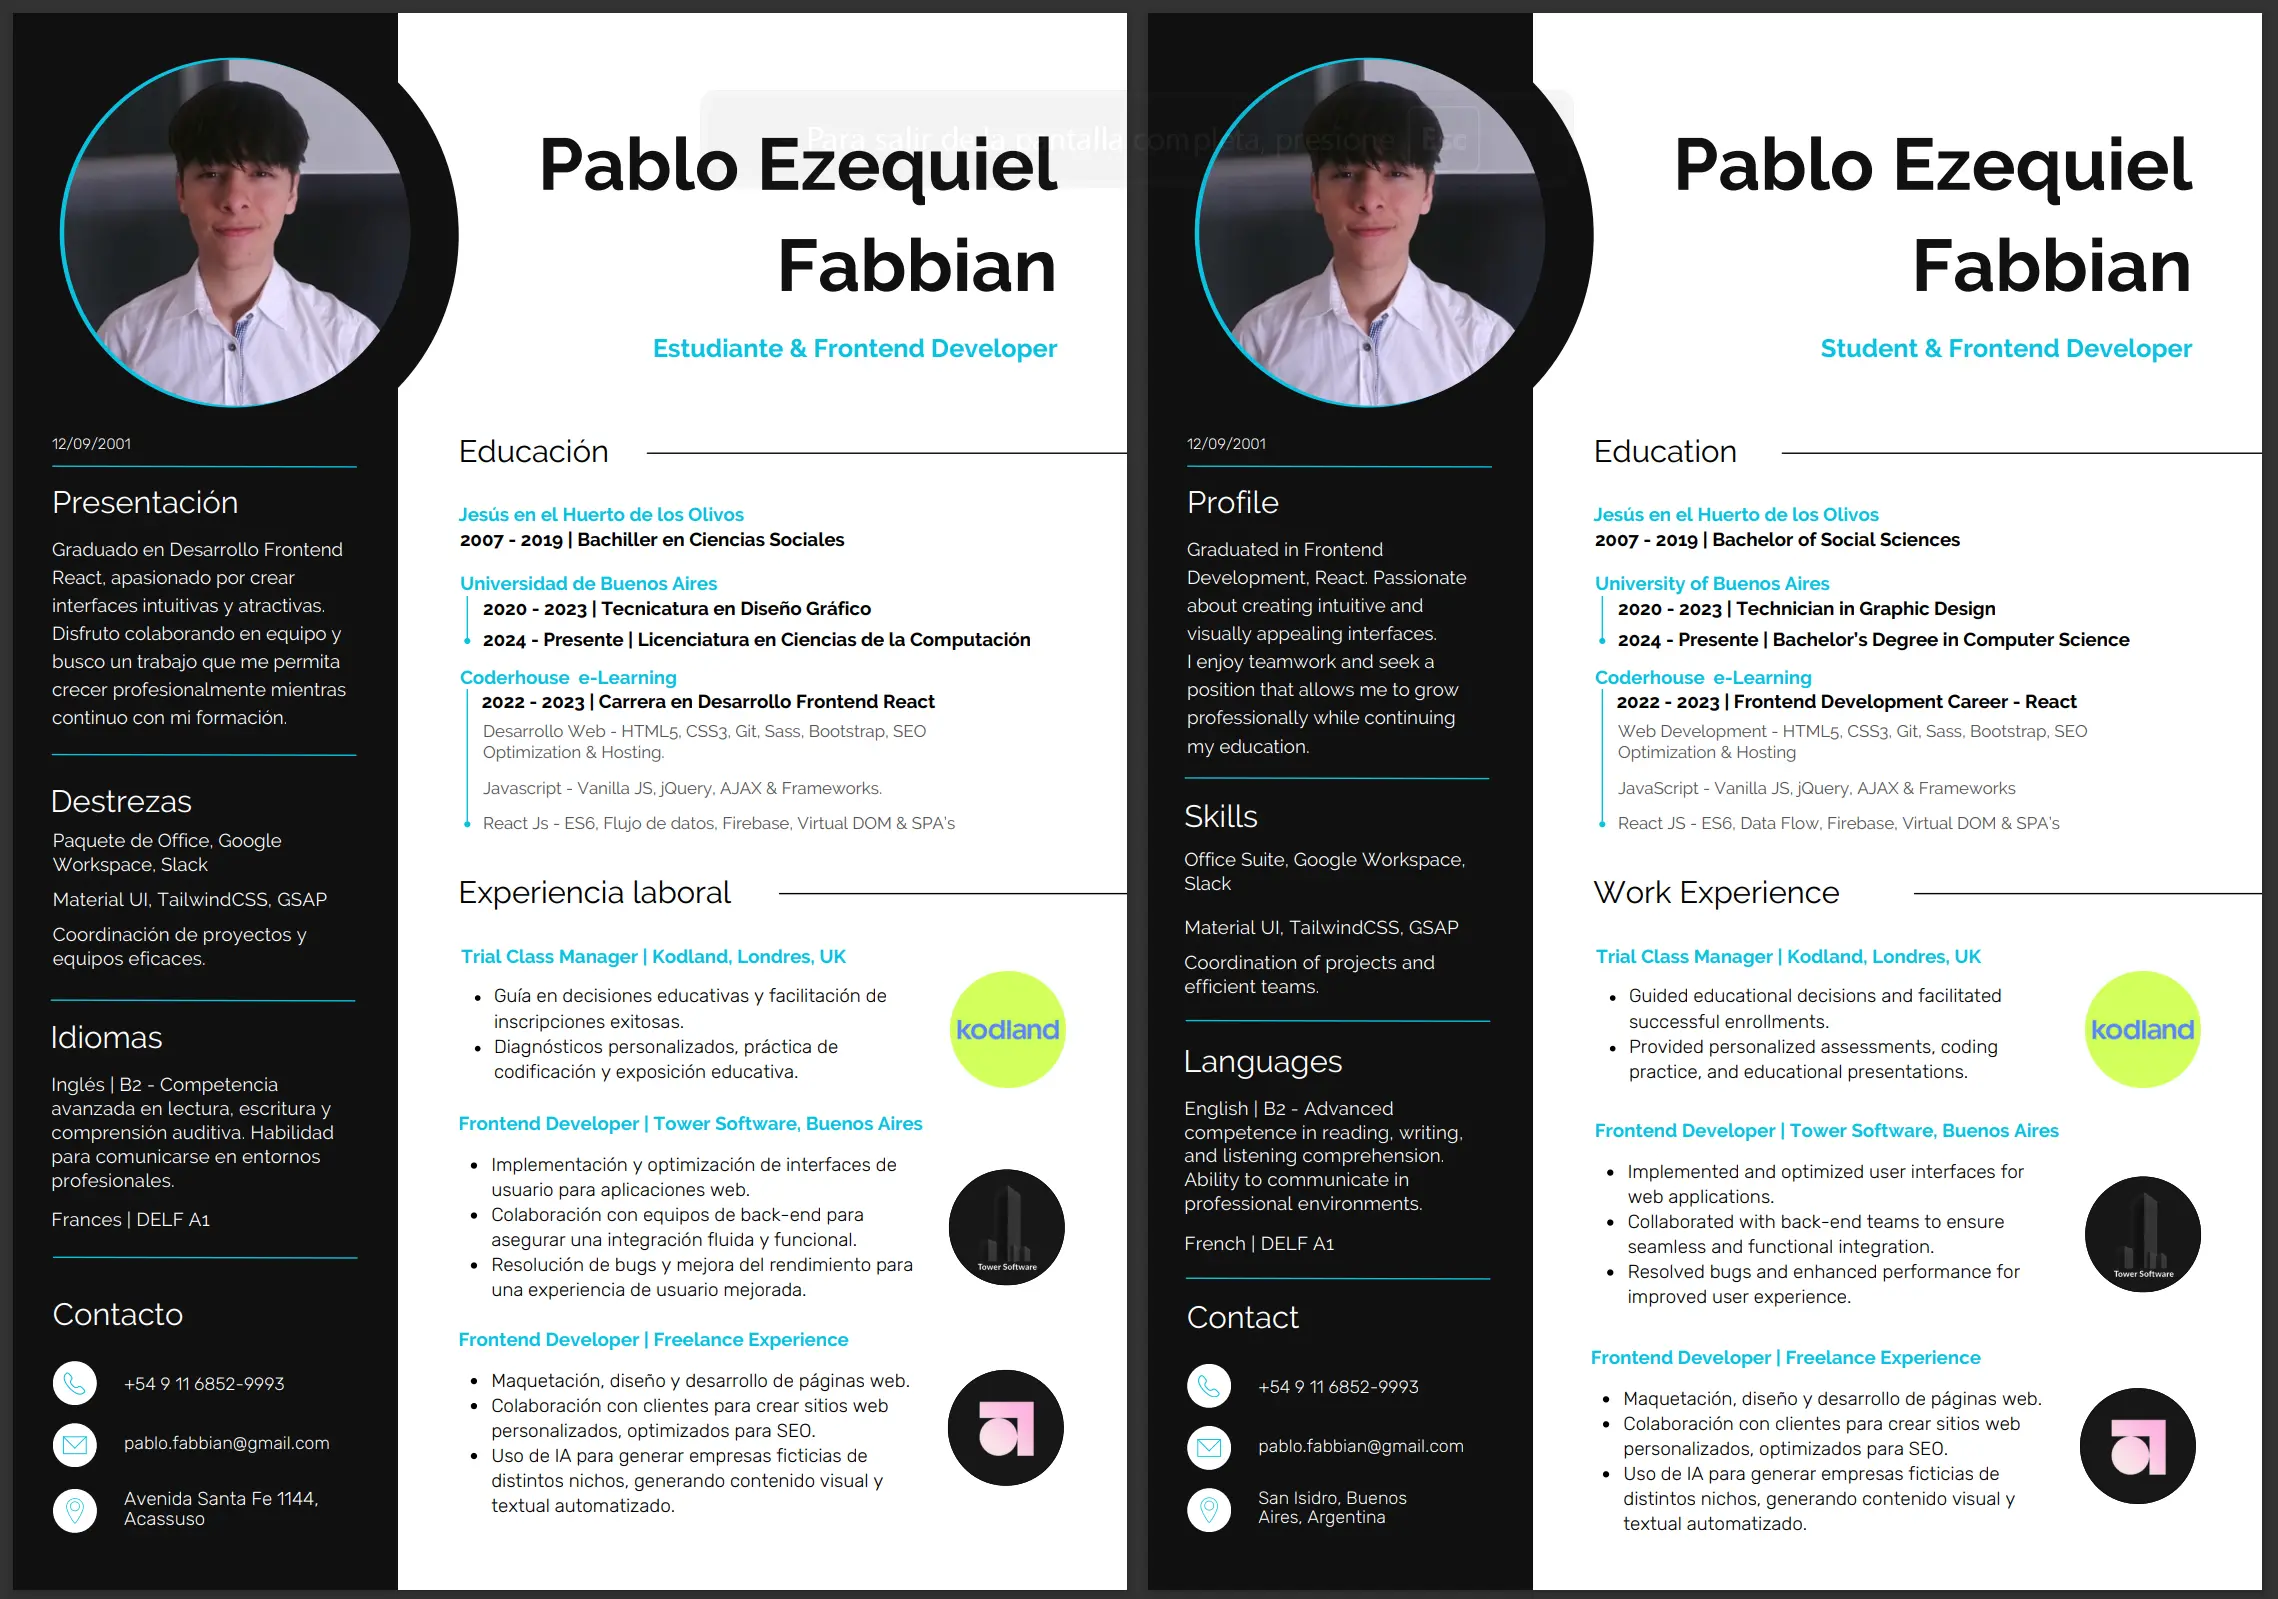 Para salir de la pantalla completa, presione Esc
Pablo Ezequiel
Fabbian
Estudiante & Frontend Developer
12/09/2001
Presentación
Graduado en Desarrollo Frontend
React, apasionado por crear
interfaces intuitivas y atractivas.
Disfruto colaborando en equipo y
busco un trabajo que me permita
crecer profesionalmente mientras
continuo con mi formación.
Destrezas
Paquete de Office, Google
Workspace, Slack
Material UI, TailwindCSS, GSAP
Coordinación de proyectos y
equipos eficaces.
Idiomas
Inglés | B2 - Competencia
avanzada en lectura, escritura y
comprensión auditiva. Habilidad
para comunicarse en entornos
profesionales.
Frances | DELF A1
Contacto
+54 9 11 6852-9993
pablo.fabbian@gmail.com
Avenida Santa Fe 1144,
Acassuso
Educación
Jesús en el Huerto de los Olivos
2007 - 2019 | Bachiller en Ciencias Sociales
Universidad de Buenos Aires
2020 - 2023 | Tecnicatura en Diseño Gráfico
2024 - Presente | Licenciatura en Ciencias de la Computación
Coderhouse e-Learning
2022 - 2023 | Carrera en Desarrollo Frontend React
Desarrollo Web - HTML5, CSS3, Git, Sass, Bootstrap, SEO
Optimization & Hosting.
Javascript - Vanilla JS, jQuery, AJAX & Frameworks.
React Js - ES6, Flujo de datos, Firebase, Virtual DOM & SPA's
Experiencia laboral
Trial Class Manager | Kodland, Londres, UK
• Guía en decisiones educativas y facilitación de
inscripciones exitosas.
• Diagnósticos personalizados, práctica de
codificación y exposición educativa.
kodland
Frontend Developer | Tower Software, Buenos Aires
• Implementación y optimización de interfaces de
usuario para aplicaciones web.
• Colaboración con equipos de back-end para
asegurar una integración fluida y funcional.
• Resolución de bugs y mejora del rendimiento para
una experiencia de usuario mejorada.
Tower Software
Frontend Developer | Freelance Experience
• Maquetación, diseño y desarrollo de páginas web.
• Colaboración con clientes para crear sitios web
personalizados, optimizados para SEO.
• Uso de IA para generar empresas ficticias de
distintos nichos, generando contenido visual y
textual automatizado.
Pablo Ezequiel
Fabbian
Student & Frontend Developer
12/09/2001
Profile
Graduated in Frontend
Development, React. Passionate
about creating intuitive and
visually appealing interfaces.
I enjoy teamwork and seek a
position that allows me to grow
professionally while continuing
my education.
Skills
Office Suite, Google Workspace,
Slack
Material UI, TailwindCSS, GSAP
Coordination of projects and
efficient teams.
Languages
English | B2 - Advanced
competence in reading, writing,
and listening comprehension.
Ability to communicate in
professional environments.
French | DELF A1
Contact
+54 9 11 6852-9993
pablo.fabbian@gmail.com
San Isidro, Buenos
Aires, Argentina
Education
Jesús en el Huerto de los Olivos
2007 - 2019 | Bachelor of Social Sciences
University of Buenos Aires
2020 - 2023 | Technician in Graphic Design
2024 - Presente | Bachelor's Degree in Computer Science
Coderhouse e-Learning
2022 - 2023 | Frontend Development Career - React
Web Development - HTML5, CSS3, Git, Sass, Bootstrap, SEO
Optimization & Hosting
JavaScript - Vanilla JS, jQuery, AJAX & Frameworks
React JS - ES6, Data Flow, Firebase, Virtual DOM & SPA's
Work Experience
Trial Class Manager | Kodland, Londres, UK
• Guided educational decisions and facilitated
successful enrollments.
• Provided personalized assessments, coding
practice, and educational presentations.
kodland
Frontend Developer | Tower Software, Buenos Aires
• Implemented and optimized user interfaces for
web applications.
• Collaborated with back-end teams to ensure
seamless and functional integration.
• Resolved bugs and enhanced performance for
improved user experience.
Tower Software
Frontend Developer | Freelance Experience
• Maquetación, diseño y desarrollo de páginas web.
• Colaboración con clientes para crear sitios web
personalizados, optimizados para SEO.
• Uso de IA para generar empresas ficticias de
distintos nichos, generando contenido visual y
textual automatizado.